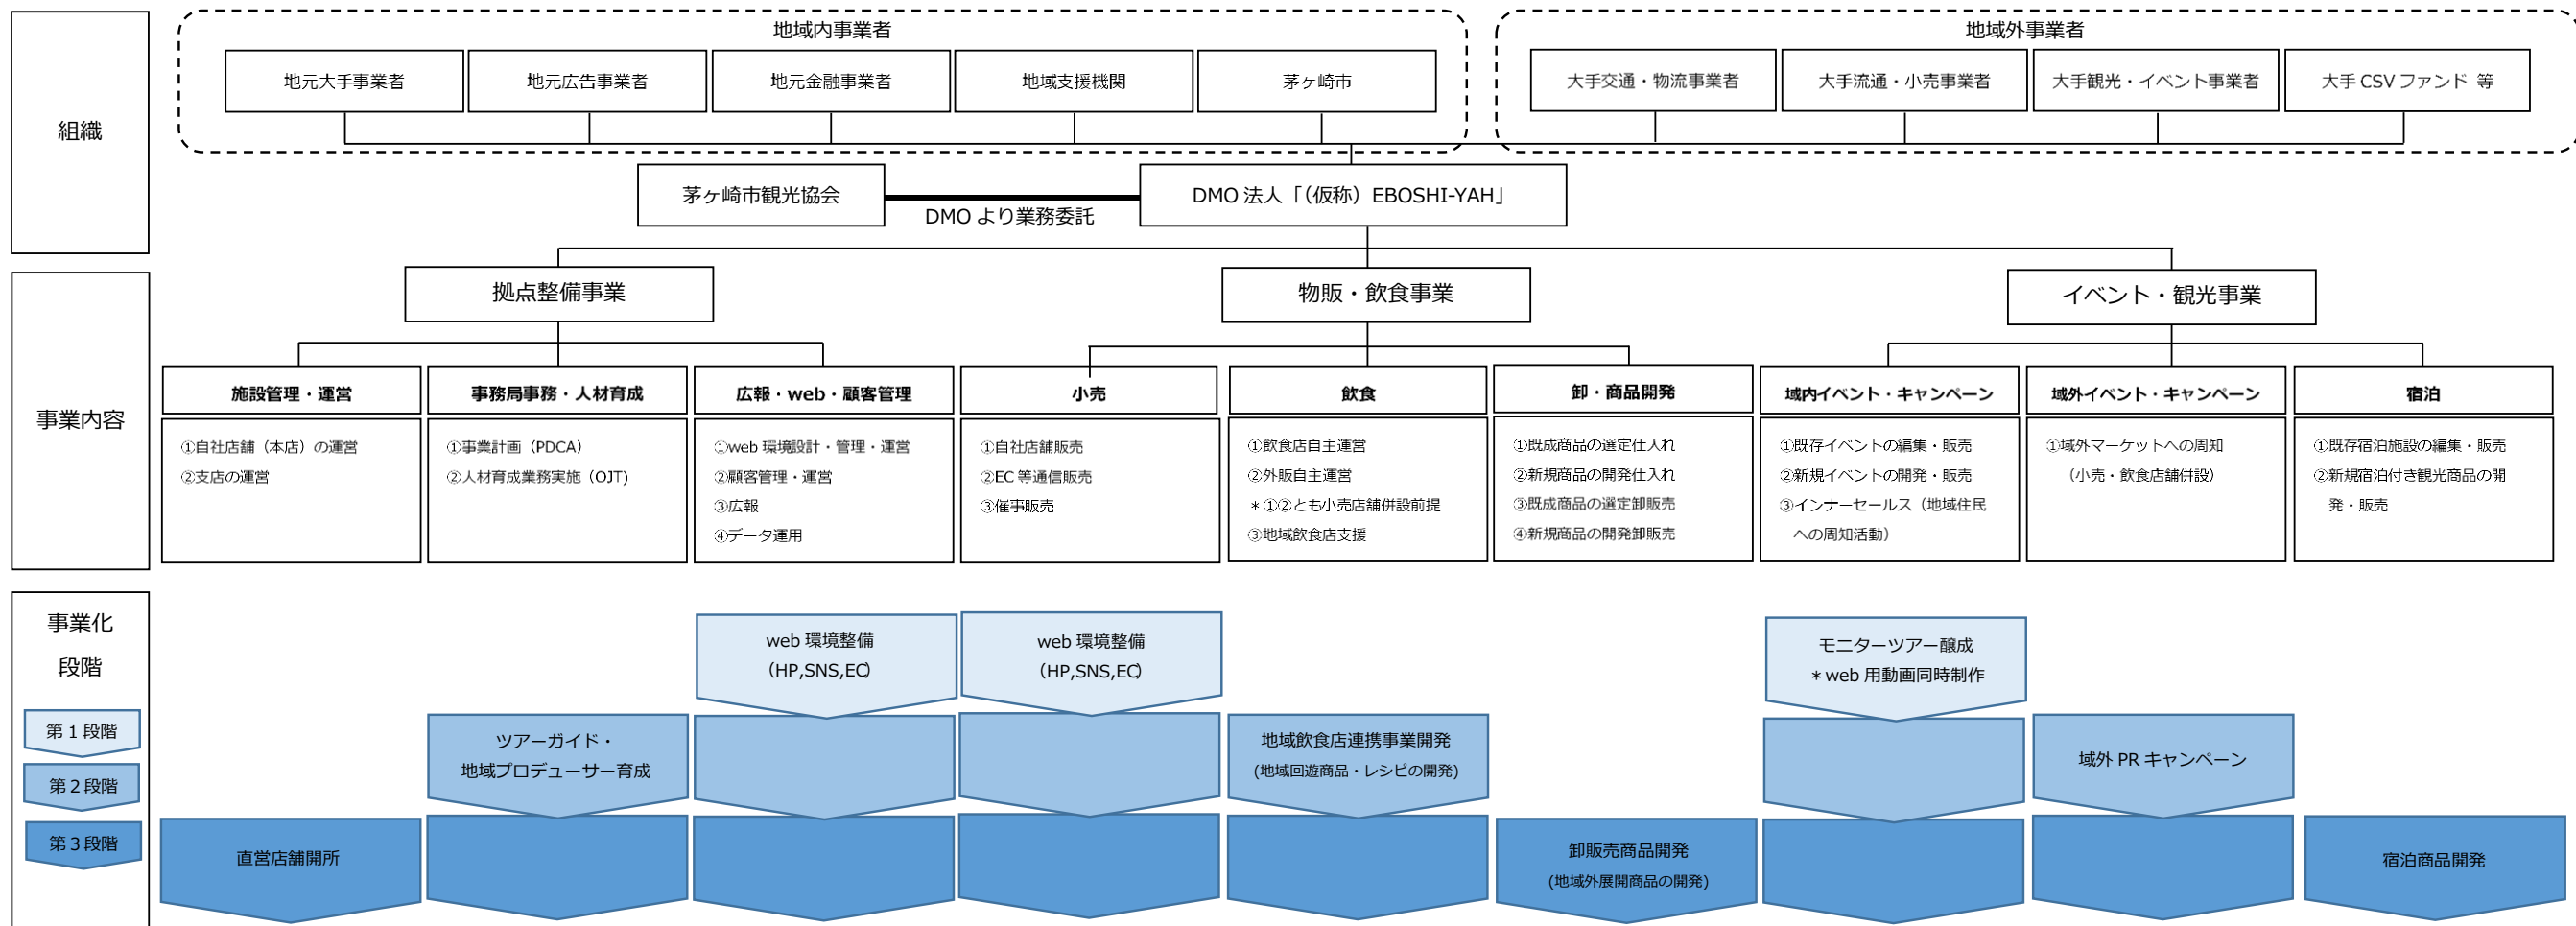 組織
地域内事業者
地元大手事業者
地元広告事業者
地元金融事業者
地域支援機関
茅ヶ崎市
地域外事業者
大手交通・物流事業者
大手流通・小売事業者
大手観光・イベント事業者
大手 CSV ファンド 等
茅ヶ崎市観光協会
DMO より業務委託
DMO 法人「（仮称）EBOSHI-YAH」
事業内容
拠点整備事業
物販・飲食事業
イベント・観光事業
施設管理・運営
①自社店舗（本店）の運営
②支店の運営
事務局事務・人材育成
①事業計画（PDCA）
②人材育成業務実施（OJT)
広報・web・顧客管理
①web 環境設計・管理・運営
②顧客管理・運営
③広報
④データ運用
小売
①自社店舗販売
②EC 等通信販売
③催事販売
飲食
①飲食店自主運営
②外販自主運営
＊①②とも小売店舗併設前提
③地域飲食店支援
卸・商品開発
①既成商品の選定仕入れ
②新規商品の開発仕入れ
③既成商品の選定卸販売
④新規商品の開発卸販売
域内イベント・キャンペーン
①既存イベントの編集・販売
②新規イベントの開発・販売
③インナーセールス（地域住民
への周知活動）
域外イベント・キャンペーン
①域外マーケットへの周知
（小売・飲食店舗併設）
宿泊
①既存宿泊施設の編集・販売
②新規宿泊付き観光商品の開
発・販売
事業化
段階
第 1 段階
第 2 段階
第 3 段階
web 環境整備
（HP,SNS,EC）
web 環境整備
（HP,SNS,EC）
モニターツアー醸成
＊web 用動画同時制作
ツアーガイド・
地域プロデューサー育成
地域飲食店連携事業開発
(地域回遊商品・レシピの開発)
域外 PR キャンペーン
直営店舗開所
卸販売商品開発
(地域外展開商品の開発)
宿泊商品開発